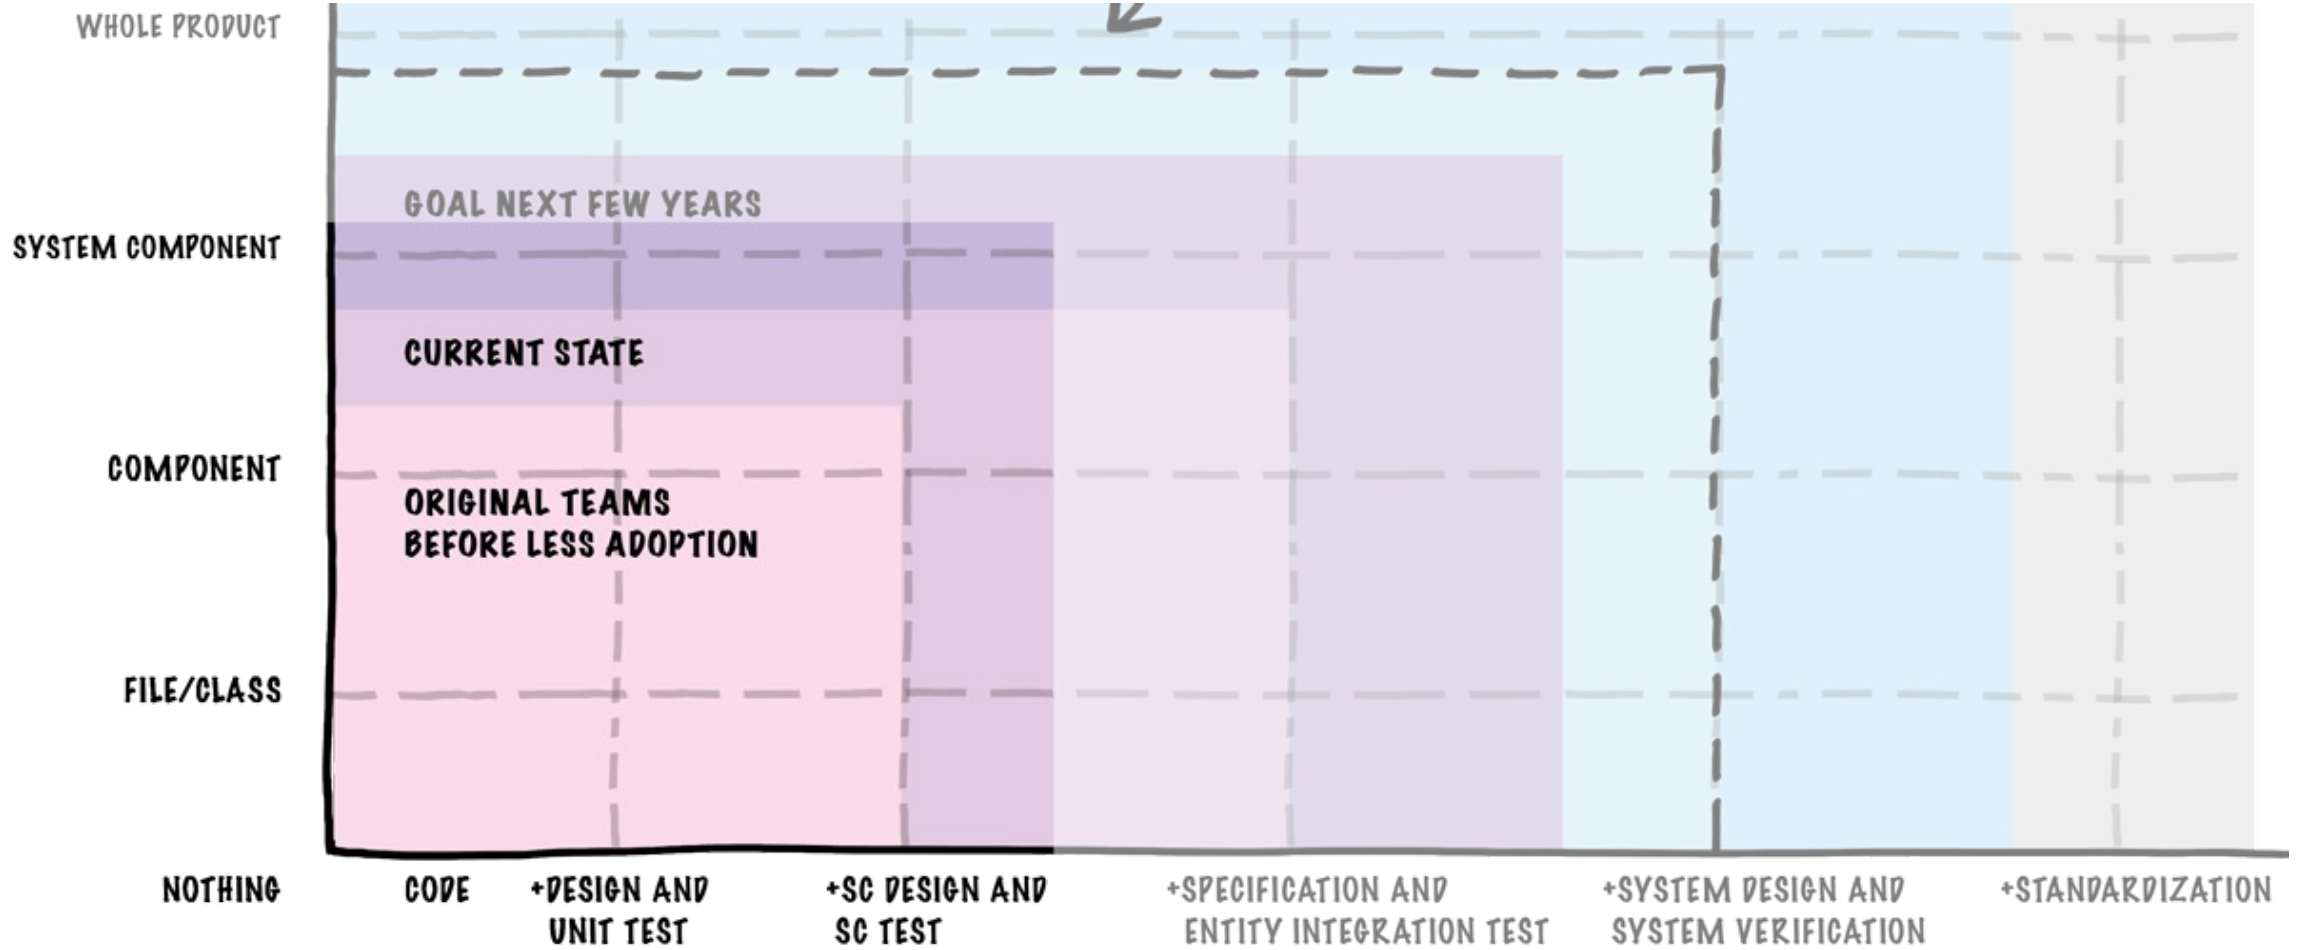 WHOLE PRODUCT
GOAL NEXT FEW YEARS
SYSTEM COMPONENT
CURRENT STATE
COMPONENT
ORIGINAL TEAMS
BEFORE LESS ADOPTION
FILE/CLASS
NOTHING
CODE
+DESIGN AND
UNIT TEST
+SC DESIGN AND
SC TEST
+SPECIFICATION AND
ENTITY INTEGRATION TEST
+SYSTEM DESIGN AND
SYSTEM VERIFICATION
+STANDARDIZATION